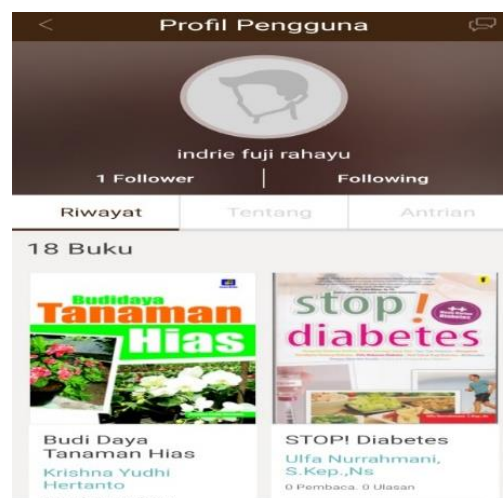 Profil Pengguna
indrie fuji rahayu
1 Follower
Following
Riwayat
Tentang
Antrian
18 Buku
Budidaya
Tanaman
Hias
stop!
diabetes
Budi Daya
Tanaman Hias
Krishna Yudhi
Hertanto
STOP! Diabetes
Ulfa Nurrahmani,
S.Kep.,Ns
0 Pembaca. 0 Ulasan